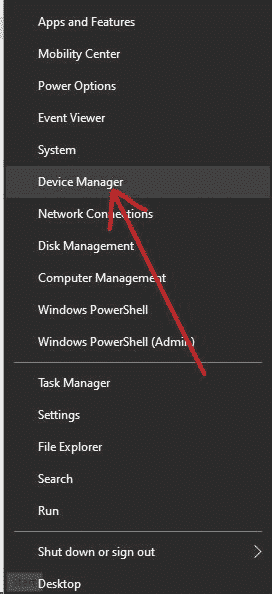 Apps and Features
Mobility Center
Power Options
Event Viewer
System
Device Manager
Network Connections
Disk Management
Computer Management
Windows PowerShell
Windows PowerShell (Admin)
Task Manager
Settings
File Explorer
Search
Run
Shut down or sign out
Desktop